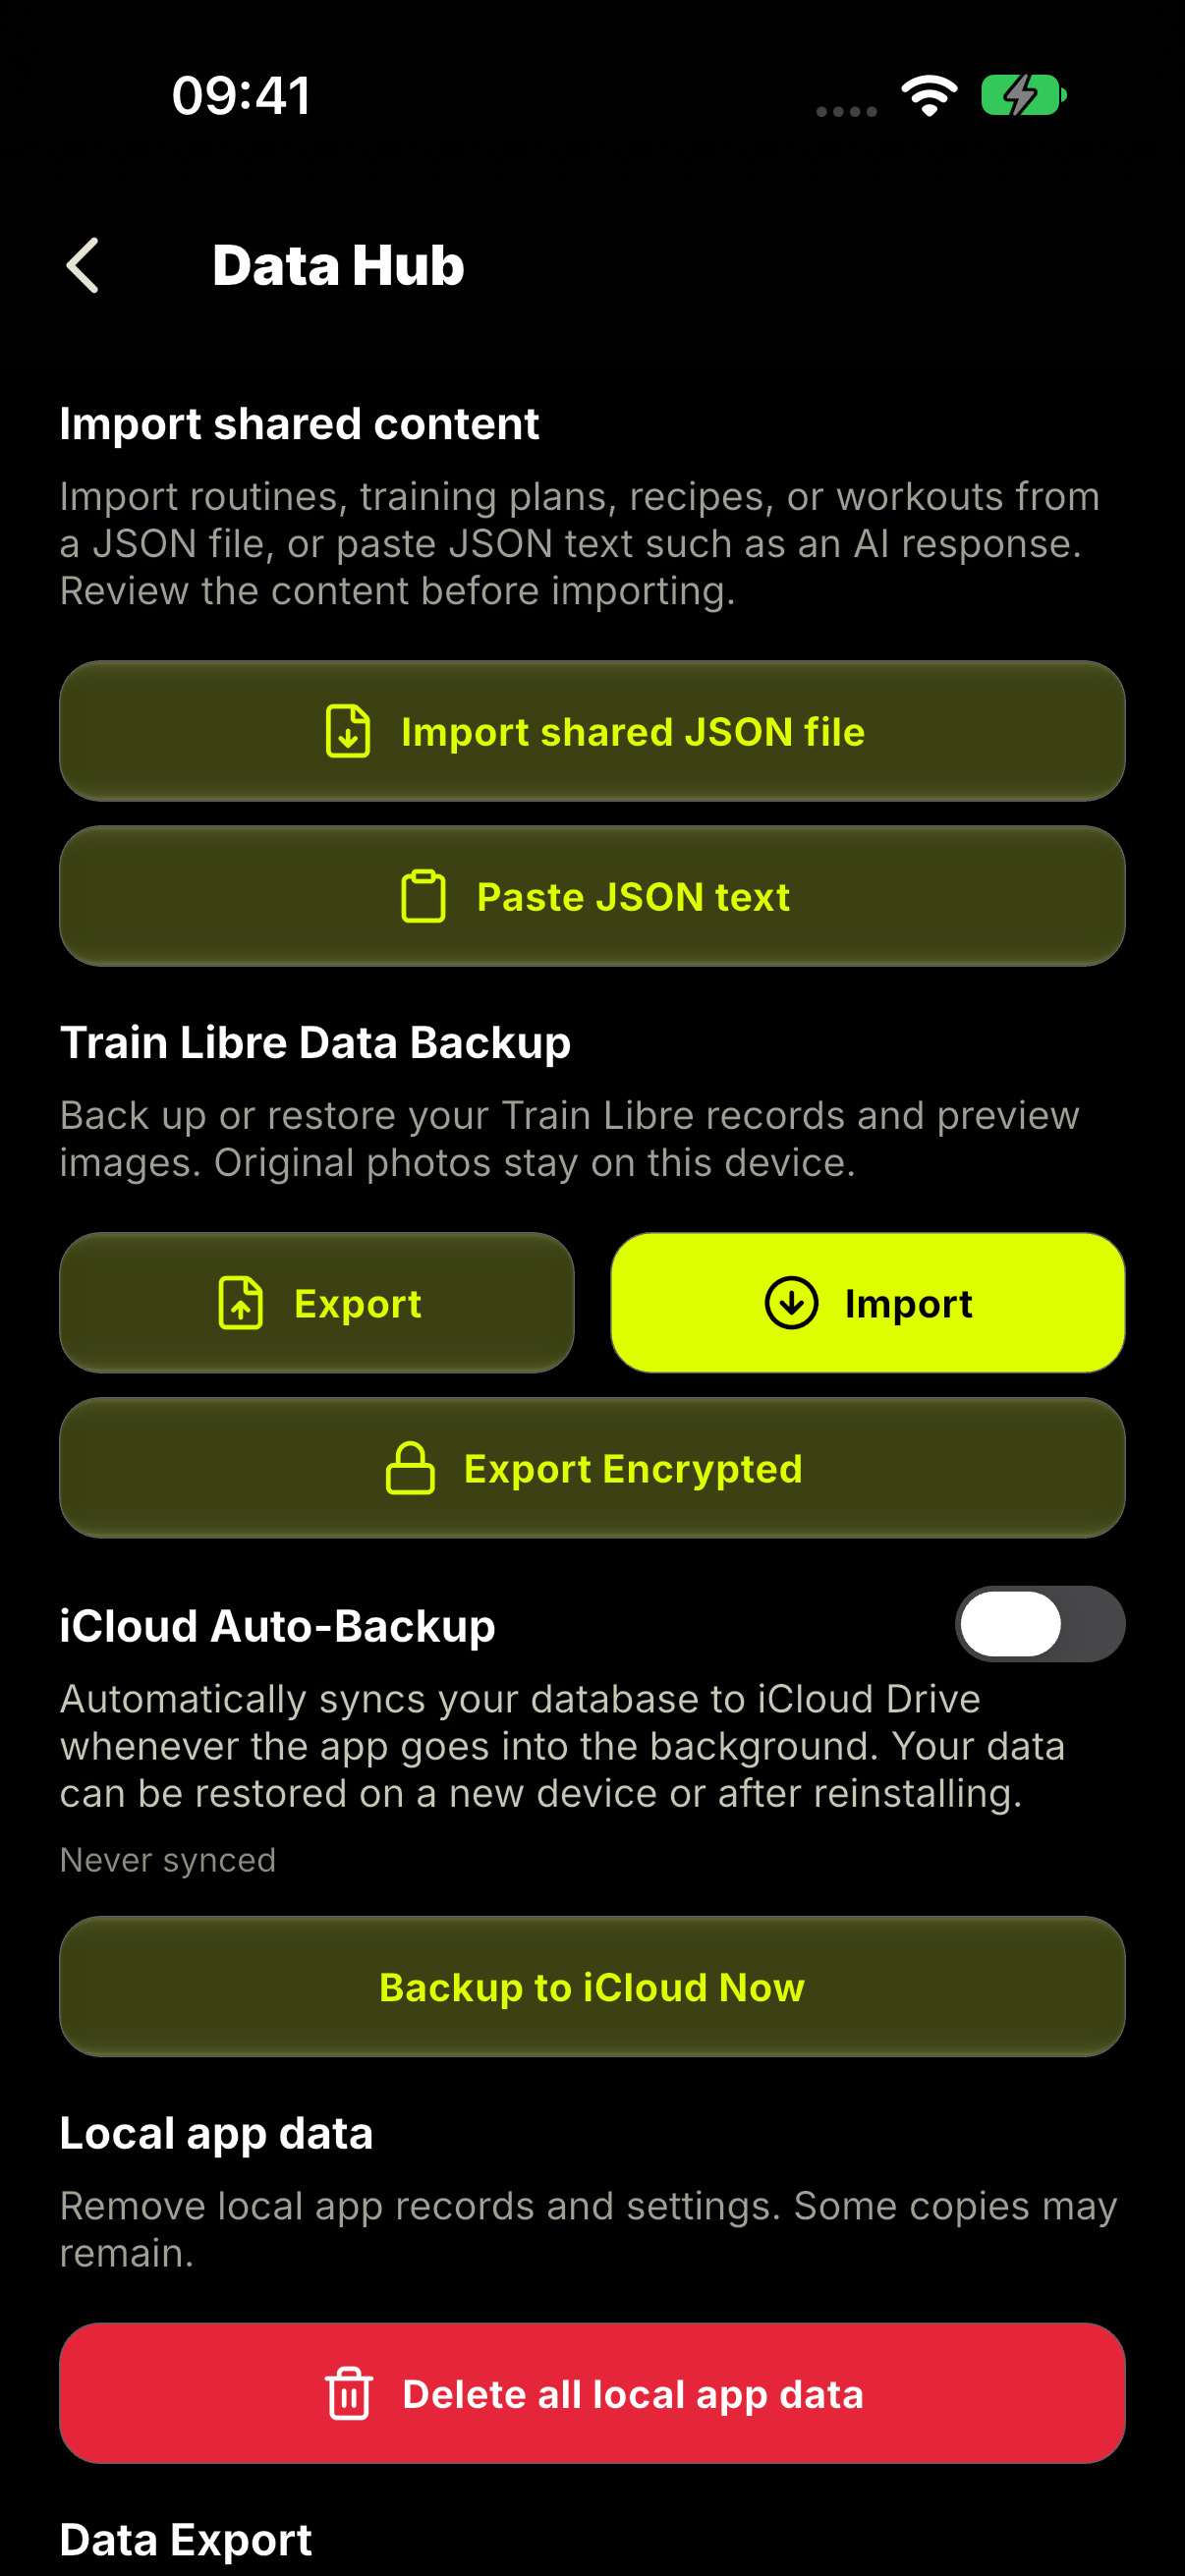 09:41
Data Hub
Import shared content
Import routines, training plans, recipes, or workouts from
a JSON file, or paste JSON text such as an AI response.
Review the content before importing.
Import shared JSON file
Paste JSON text
Train Libre Data Backup
Back up or restore your Train Libre records and preview
images. Original photos stay on this device.
Export
Import
Export Encrypted
iCloud Auto-Backup
Automatically syncs your database to iCloud Drive
whenever the app goes into the background. Your data
can be restored on a new device or after reinstalling.
Never synced
Backup to iCloud Now
Local app data
Remove local app records and settings. Some copies may
remain.
Delete all local app data
Data Export